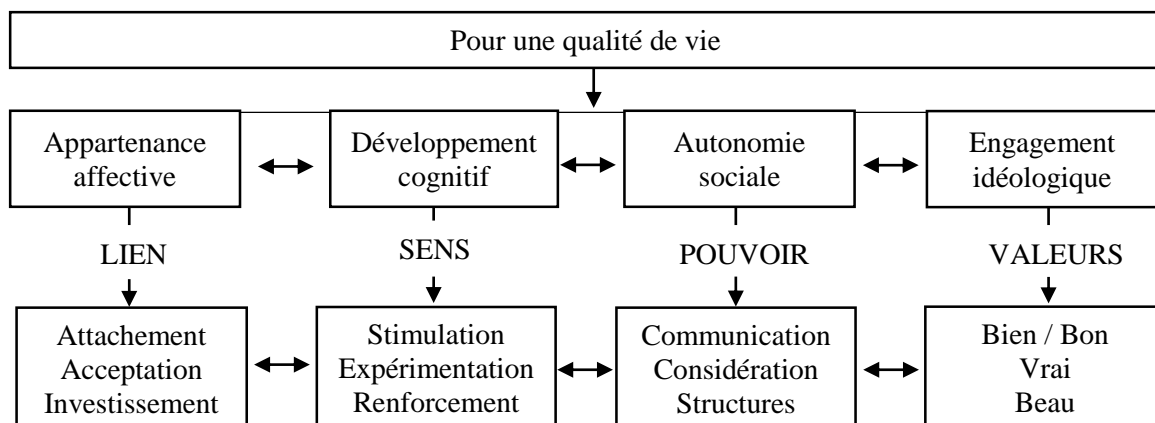 Pour une qualité de vie
Appartenance
affective
Développement
cognitif
Autonomie
sociale
Engagement
idéologique
LIEN
SENS
POUVOIR
VALEURS
Attachement
Acceptation
Investissement
Stimulation
Expérimentation
Renforcement
Communication
Considération
Structures
Bien / Bon
Vrai
Beau